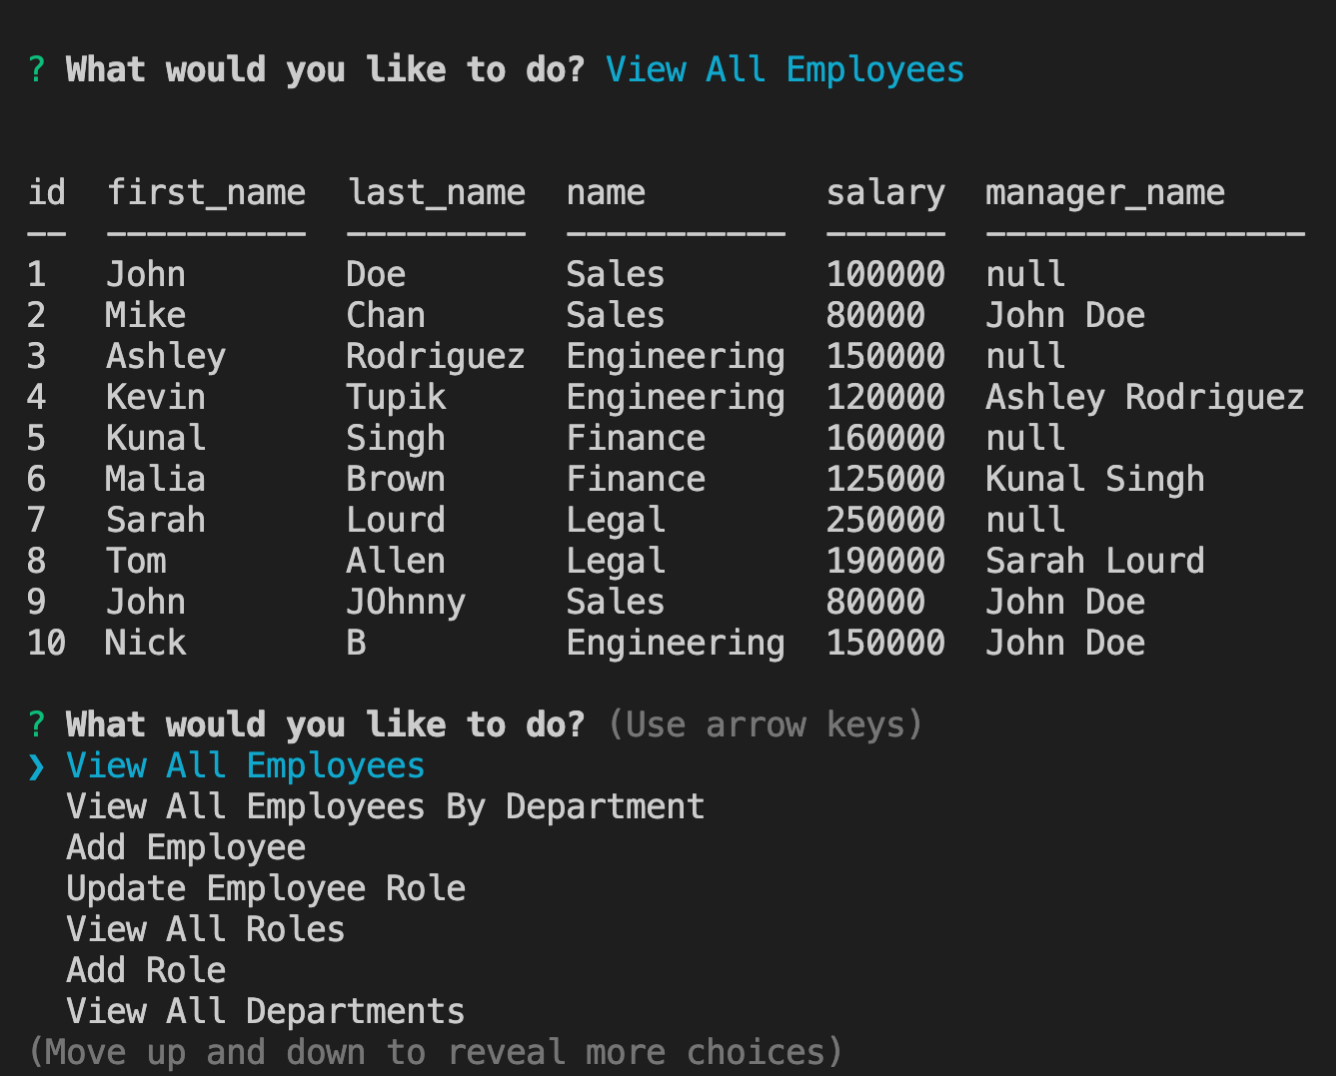 ? What would you like to do? View All Employees
id  first_name  last_name  name         salary  manager_name
--  ----------  ---------  -----------  ------  ----------------
1   John        Doe        Sales        100000  null
2   Mike        Chan       Sales        80000   John Doe
3   Ashley      Rodriguez  Engineering  150000  null
4   Kevin       Tupik      Engineering  120000  Ashley Rodriguez
5   Kunal       Singh      Finance      160000  null
6   Malia       Brown      Finance      125000  Kunal Singh
7   Sarah       Lourd      Legal        250000  null
8   Tom         Allen      Legal        190000  Sarah Lourd
9   John        JOhnny     Sales        80000   John Doe
10  Nick        B          Engineering  150000  John Doe
? What would you like to do? (Use arrow keys)
❯ View All Employees
  View All Employees By Department
  Add Employee
  Update Employee Role
  View All Roles
  Add Role
  View All Departments
(Move up and down to reveal more choices)